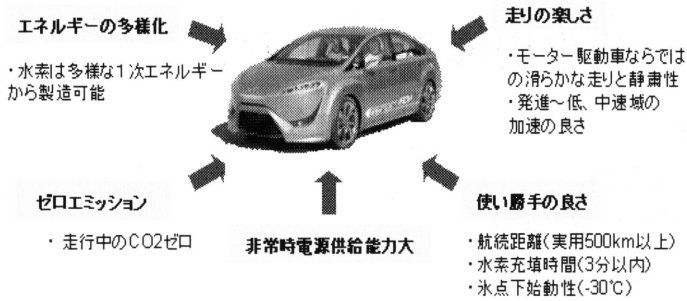 エネルギーの多様化
・水素は多様な1次エネルギー
から製造可能
走りの楽しさ
・モーター駆動車ならでは
の滑らかな走りと静粛性
・発進～低、中速域の
加速の良さ
ゼロエミッション
・走行中のCO2ゼロ
非常時電源供給能力大
使い勝手の良さ
・航続距離(実用500km以上)
・水素充填時間(3分以内)
・氷点下始動性(-30℃)